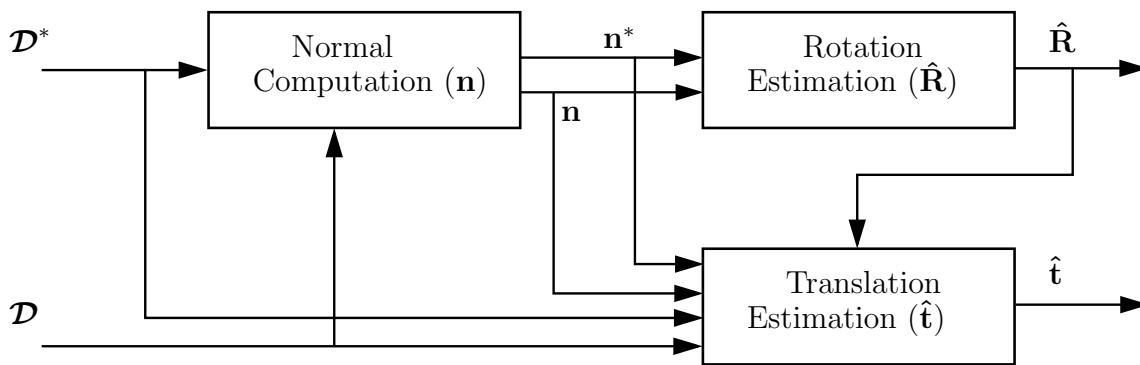 𝓓*
Normal
Computation (n)
n*
n
Rotation
Estimation (R̂)
R̂
𝓓
Translation
Estimation (t̂)
t̂